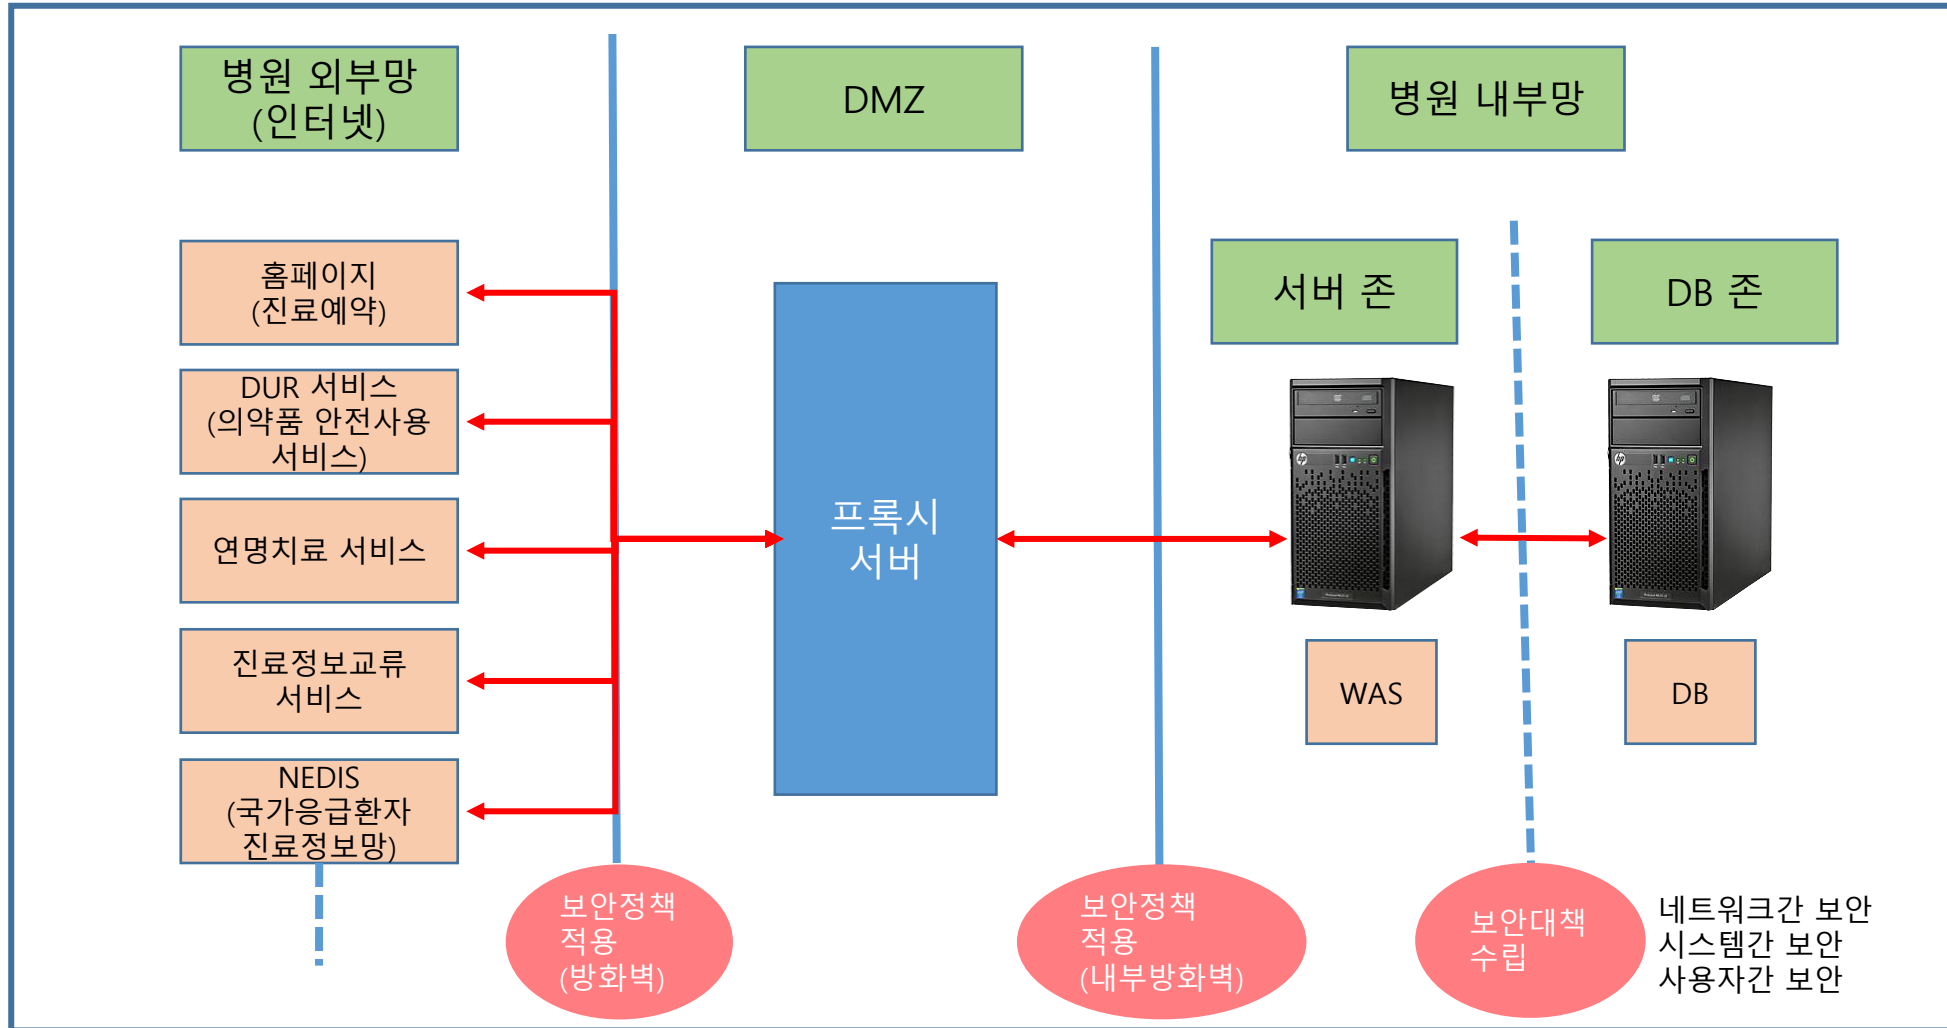 병원 외부망
(인터넷)
DMZ
병원 내부망
홈페이지
(진료예약)
DUR 서비스
(의약품 안전사용
서비스)
연명치료 서비스
진료정보교류
서비스
NEDIS
(국가응급환자
진료정보망)
프록시
서버
서버 존
DB 존
hp
hp
WAS
DB
보안정책
적용
(방화벽)
보안정책
적용
(내부방화벽)
보안대책
수립
네트워크간 보안
시스템간 보안
사용자간 보안